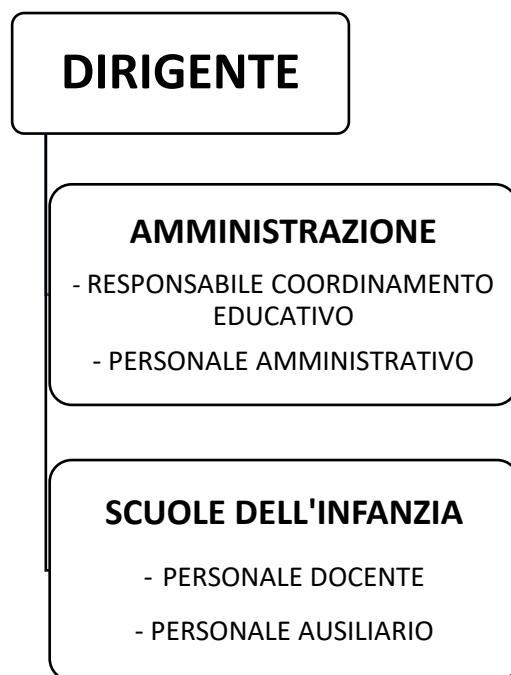 DIRIGENTE
AMMINISTRAZIONE
- RESPONSABILE COORDINAMENTO
EDUCATIVO
- PERSONALE AMMINISTRATIVO
SCUOLE DELL'INFANZIA
- PERSONALE DOCENTE
- PERSONALE AUSILIARIO